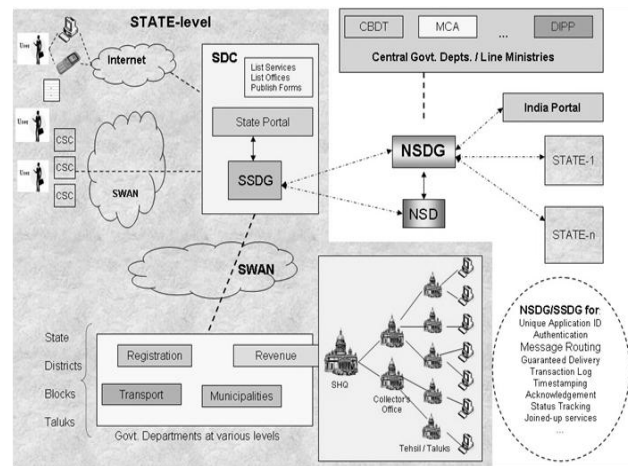 STATE-level
User
Internet
User
CSC
CSC
User
CSC
SWAN
SDC
List Services
List Offices
Publish Forms
State Portal
SSDG
CBDT
MCA
...
DIPP
Central Govt. Depts. / Line Ministries
India Portal
NSDG
NSD
STATE-1
STATE-n
SWAN
State
Districts
Blocks
Taluks
Registration
Revenue
Transport
Municipalities
Govt. Departments at various levels
SHQ
Collector's
Office
Tehsil / Taluks
NSDG/SSDG for:
Unique Application ID
Authentication
Message Routing
Guaranteed Delivery
Transaction Log
Timestamping
Acknowledgement
Status Tracking
Joined-up services
....